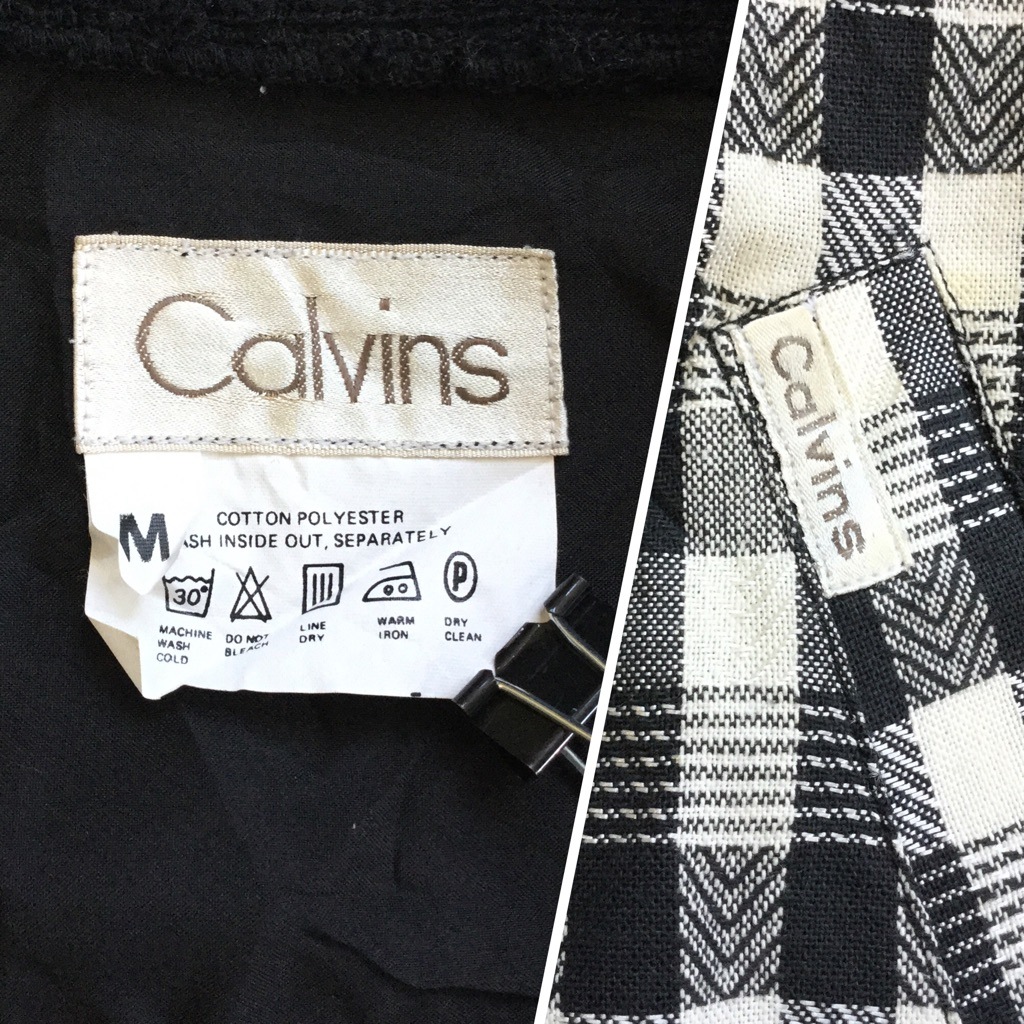 Calvins
M
COTTON POLYESTER
INSIDE OUT, SEPARATELY
30°
P
MACHINE
WASH
COLD
DO NOT
BLEACH
LINE
DRY
WARM
IRON
DRY
CLEAN
Calvins